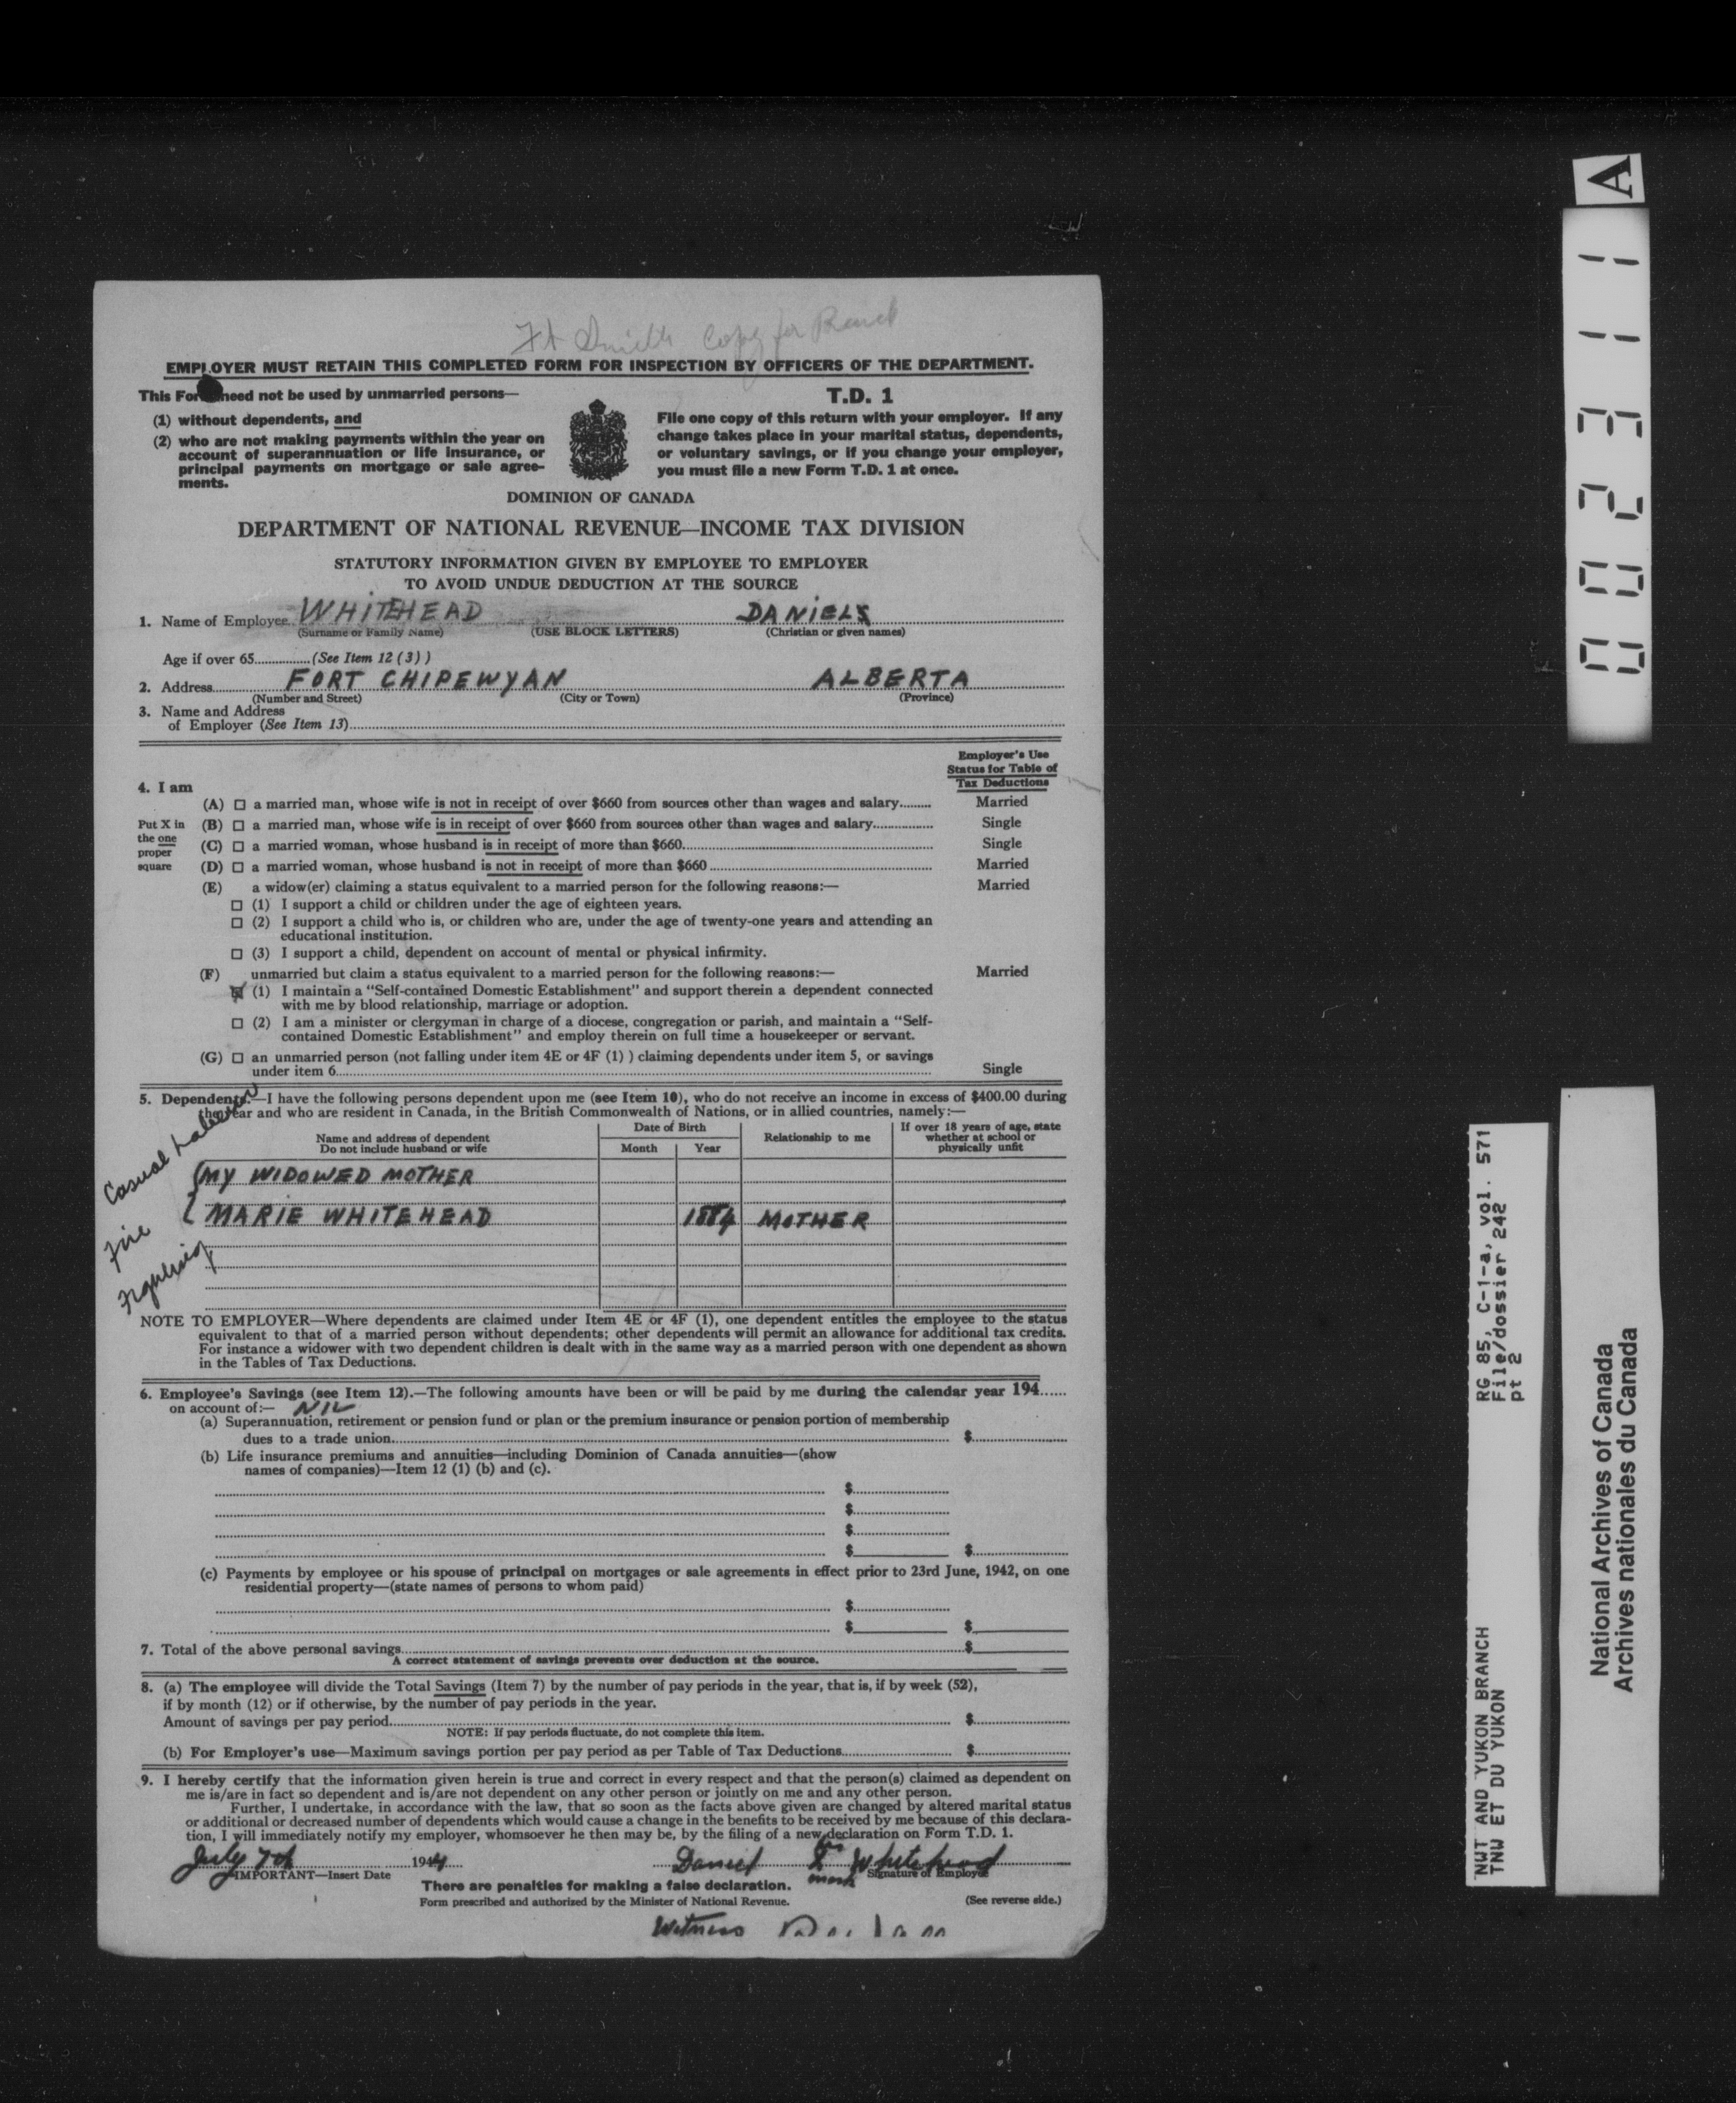 Ft Smith Copy for Branch
EMPLOYER MUST RETAIN THIS COMPLETED FORM FOR INSPECTION BY OFFICERS OF THE DEPARTMENT.
This For need not be used by unmarried persons—
(1) without dependents, and
(2) who are not making payments within the year on
account of superannuation or life insurance, or
principal payments on mortgage or sale agree-
ments.
T.D. 1
File one copy of this return with your employer. If any
change takes place in your marital status, dependents,
or voluntary savings, or if you change your employer,
you must file a new Form T.D. 1 at once.
DOMINION OF CANADA
DEPARTMENT OF NATIONAL REVENUE—INCOME TAX DIVISION
STATUTORY INFORMATION GIVEN BY EMPLOYEE TO EMPLOYER
TO AVOID UNDUE DEDUCTION AT THE SOURCE
1. Name of Employee WHITEHEAD DANIELS
(Surname or Family Name) (USE BLOCK LETTERS) (Christian or given names)
Age if over 65 (See Item 12 (3) )
2. Address FORT CHIPEWYAN ALBERTA
(Number and Street) (City or Town) (Province)
3. Name and Address
of Employer (See Item 13)
Employer's Use
Status for Table of
Tax Deductions
4. I am
Put X in
the one
proper
square
(A) ☐ a married man, whose wife is not in receipt of over $660 from sources other than wages and salary Married
(B) ☐ a married man, whose wife is in receipt of over $660 from sources other than wages and salary Single
(C) ☐ a married woman, whose husband is in receipt of more than $660 Single
(D) ☐ a married woman, whose husband is not in receipt of more than $660 Married
(E) a widow(er) claiming a status equivalent to a married person for the following reasons:— Married
☐ (1) I support a child or children under the age of eighteen years.
☐ (2) I support a child who is, or children who are, under the age of twenty-one years and attending an
educational institution.
☐ (3) I support a child, dependent on account of mental or physical infirmity.
(F) unmarried but claim a status equivalent to a married person for the following reasons:— Married
☒ (1) I maintain a “Self-contained Domestic Establishment” and support therein a dependent connected
with me by blood relationship, marriage or adoption.
☐ (2) I am a minister or clergyman in charge of a diocese, congregation or parish, and maintain a “Self-
contained Domestic Establishment” and employ therein on full time a housekeeper or servant.
(G) ☐ an unmarried person (not falling under item 4E or 4F (1) ) claiming dependents under item 5, or savings
under item 6 Single
5. Dependents.—I have the following persons dependent upon me (see Item 10), who do not receive an income in excess of $400.00 during
the year and who are resident in Canada, in the British Commonwealth of Nations, or in allied countries, namely:—
Name and address of dependent
Do not include husband or wife
Date of Birth
Month Year
Relationship to me
If over 18 years of age, state
whether at school or
physically unfit
MY WIDOWED MOTHER
MARIE WHITEHEAD 1884 MOTHER
Casual Laborer
Fire
Fighting
NOTE TO EMPLOYER—Where dependents are claimed under Item 4E or 4F (1), one dependent entitles the employee to the status
equivalent to that of a married person without dependents; other dependents will permit an allowance for additional tax credits.
For instance a widower with two dependent children is dealt with in the same way as a married person with one dependent as shown
in the Tables of Tax Deductions.
6. Employee's Savings (see Item 12).—The following amounts have been or will be paid by me during the calendar year 194
on account of:— NIL
(a) Superannuation, retirement or pension fund or plan or the premium insurance or pension portion of membership
dues to a trade union $
(b) Life insurance premiums and annuities—including Dominion of Canada annuities—(show
names of companies)—Item 12 (1) (b) and (c).
$
$
$
$ $
(c) Payments by employee or his spouse of principal on mortgages or sale agreements in effect prior to 23rd June, 1942, on one
residential property—(state names of persons to whom paid)
$
$ $
7. Total of the above personal savings $
A correct statement of savings prevents over deduction at the source.
8. (a) The employee will divide the Total Savings (Item 7) by the number of pay periods in the year, that is, if by week (52),
if by month (12) or if otherwise, by the number of pay periods in the year.
Amount of savings per pay period $
NOTE: If pay periods fluctuate, do not complete this item.
(b) For Employer's use—Maximum savings portion per pay period as per Table of Tax Deductions $
9. I hereby certify that the information given herein is true and correct in every respect and that the person(s) claimed as dependent on
me is/are in fact so dependent and is/are not dependent on any other person or jointly on me and any other person.
Further, I undertake, in accordance with the law, that so soon as the facts above given are changed by altered marital status
or additional or decreased number of dependents which would cause a change in the benefits to be received by me because of this declara-
tion, I will immediately notify my employer, whomsoever he then may be, by the filing of a new declaration on Form T.D. 1.
July 7th 1944 Daniel X Whitehead
mark
IMPORTANT—Insert Date Signature of Employee
There are penalties for making a false declaration.
Form prescribed and authorized by the Minister of National Revenue. (See reverse side.)
Witness
A
002311
RG 85, C-1-a, vol. 571
File/dossier 242
pt 2
NWT AND YUKON BRANCH
TNW ET DU YUKON
National Archives of Canada
Archives nationales du Canada